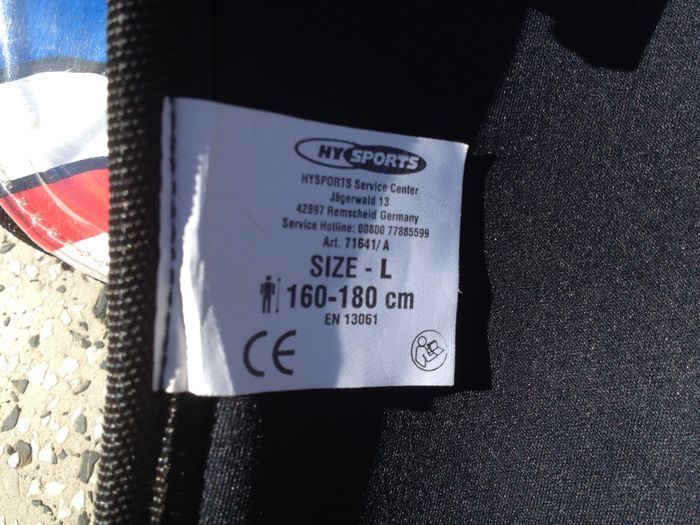 HY SPORTS
HYSPORTS Service Center
Jägerwald 13
42897 Remscheid Germany
Service Hotline: 00800 77885599
Art. 71641/A
SIZE - L
160-180 cm
EN 13061
CE